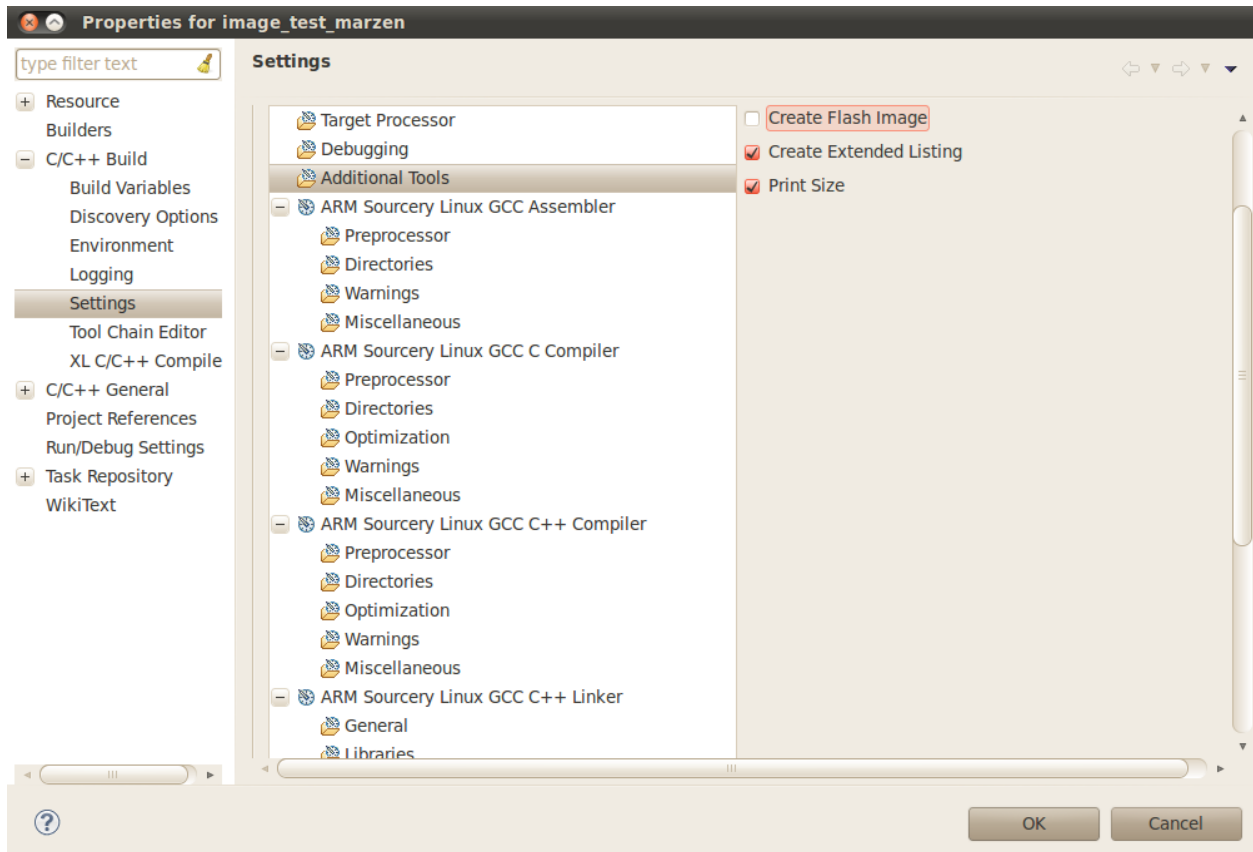 Properties for image_test_marzen
type filter text
Resource
Builders
C/C++ Build
Build Variables
Discovery Options
Environment
Logging
Settings
Tool Chain Editor
XL C/C++ Compile
C/C++ General
Project References
Run/Debug Settings
Task Repository
WikiText
Settings
Target Processor
Debugging
Additional Tools
ARM Sourcery Linux GCC Assembler
Preprocessor
Directories
Warnings
Miscellaneous
ARM Sourcery Linux GCC C Compiler
Preprocessor
Directories
Optimization
Warnings
Miscellaneous
ARM Sourcery Linux GCC C++ Compiler
Preprocessor
Directories
Optimization
Warnings
Miscellaneous
ARM Sourcery Linux GCC C++ Linker
General
Libraries
Create Flash Image
Create Extended Listing
Print Size
OK
Cancel